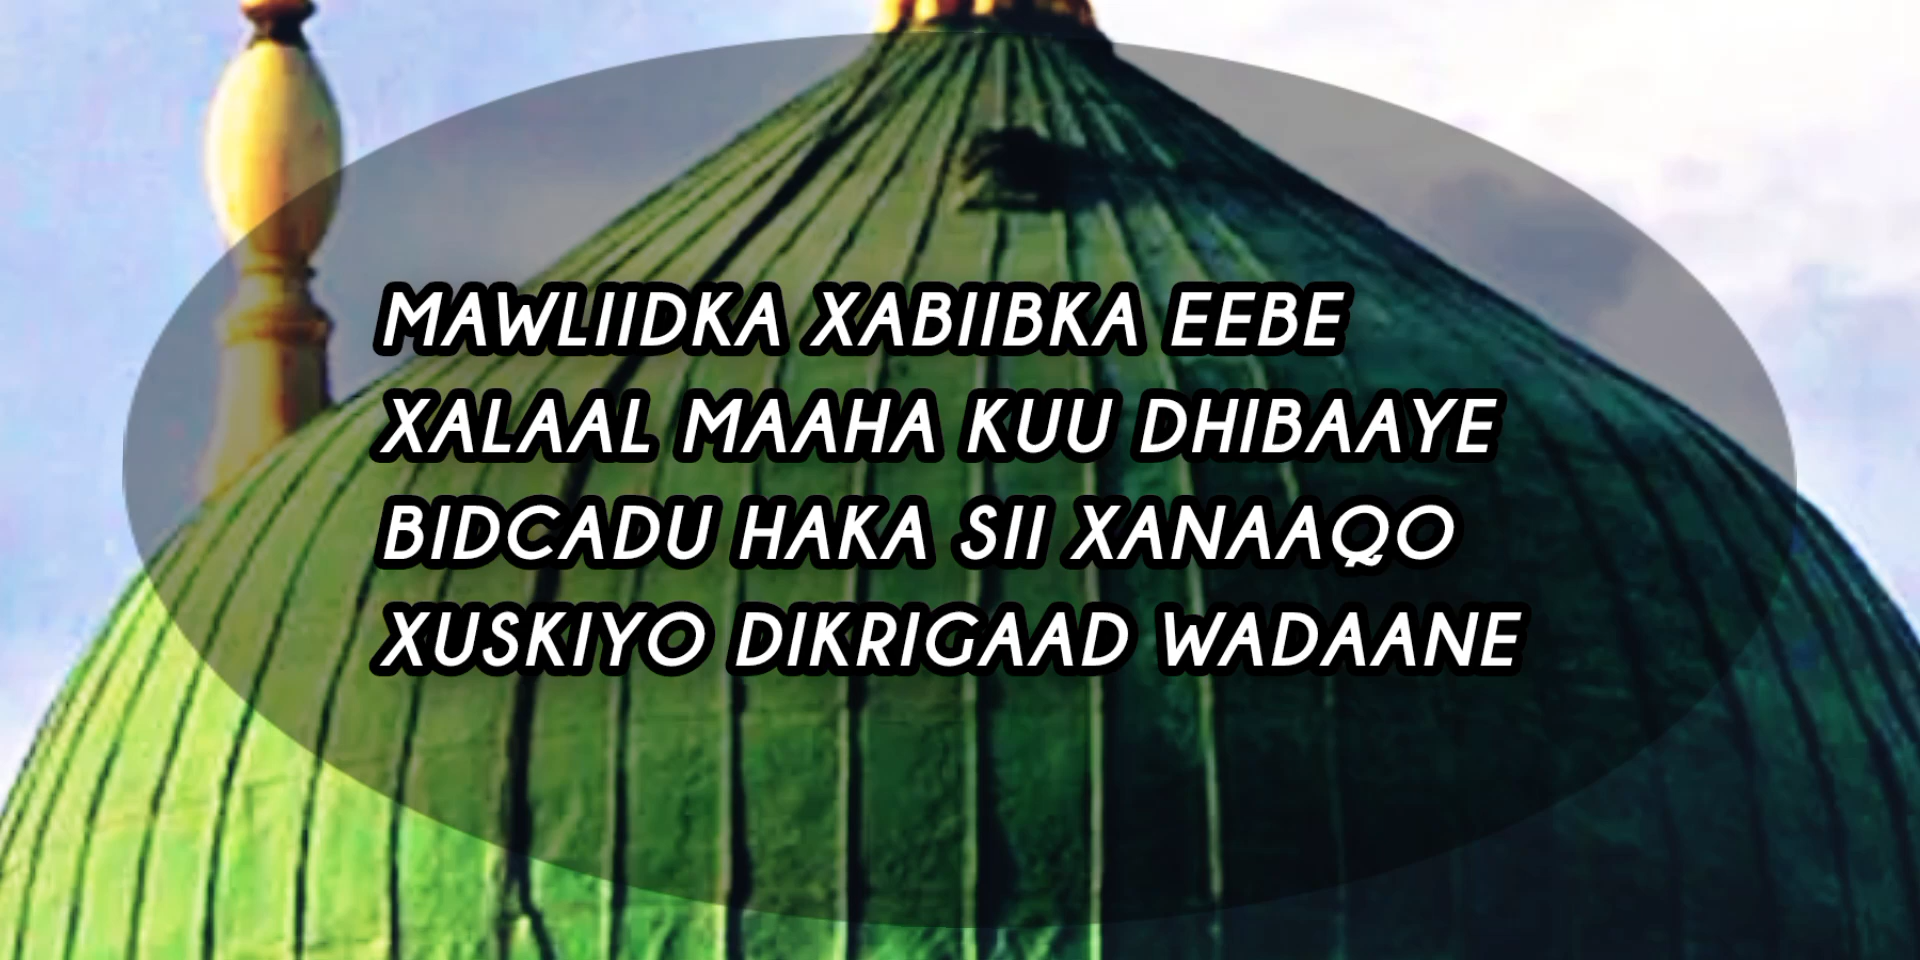 MAWLIIDKA XABIIBKA EEBE
XALAAL MAAHA KUU DHIBAAYE
BIDCADU HAKA SII XANAAQO
XUSKIYO DIKRIGAAD WADAANE